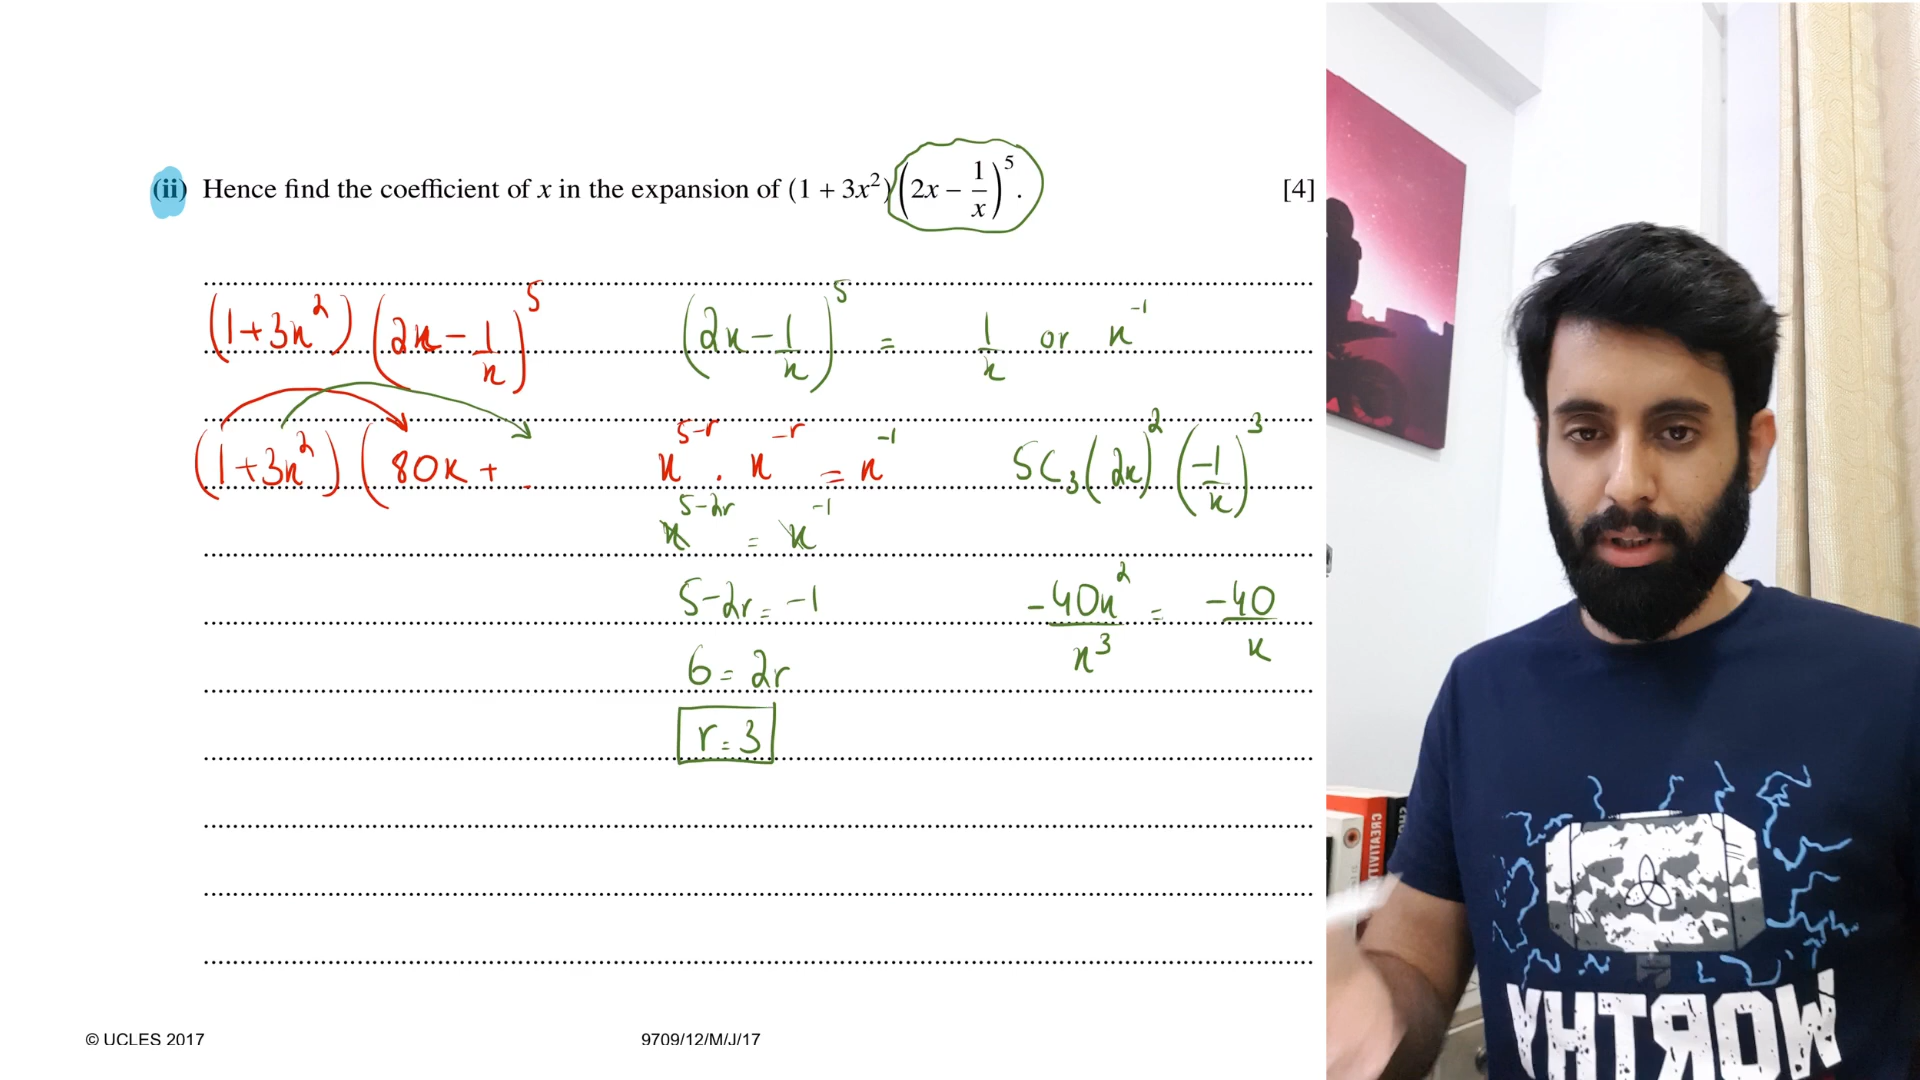 (ii) Hence find the coefficient of x in the expansion of (1 + 3x²)(2x − 1/x)⁵. [4]
(1+3x²)(2x − 1/x)⁵
(1+3x²)(80x + .
(2x − 1/x)⁵ = 1/x or x⁻¹
x⁵⁻ʳ . x⁻ʳ = x⁻¹
x⁵⁻²ʳ = x⁻¹
5−2r = −1
6 = 2r
r = 3
5C₃(2x)²(−1/x)³
−40x²/x³ = −40/x
© UCLES 2017
9709/12/M/J/17
CREATIVI
WORTHY